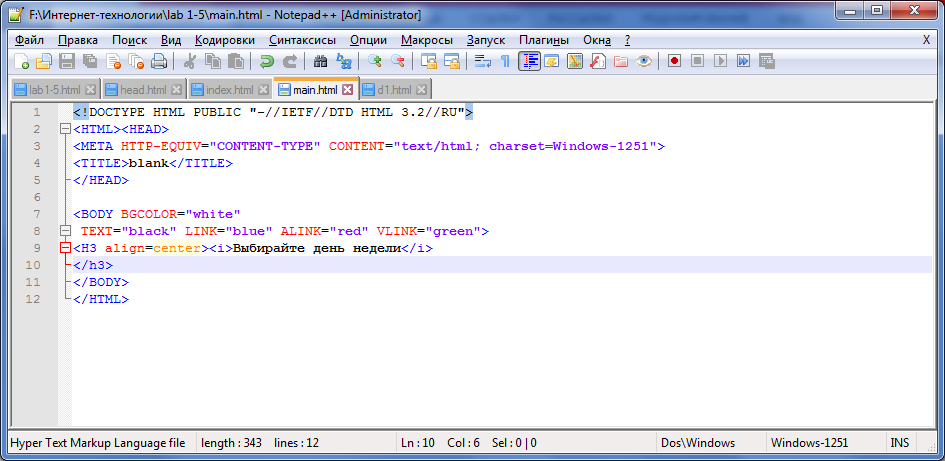 F:\Интернет-технологии\lab 1-5\main.html - Notepad++ [Administrator]
Файл Правка Поиск Вид Кодировки Синтаксисы Опции Макросы Запуск Плагины Окна ? X
lab1-5.html head.html index.html main.html d1.html
1 <!DOCTYPE HTML PUBLIC "-//IETF//DTD HTML 3.2//RU">
2 <HTML><HEAD>
3 <META HTTP-EQUIV="CONTENT-TYPE" CONTENT="text/html; charset=Windows-1251">
4 <TITLE>blank</TITLE>
5 </HEAD>
6
7 <BODY BGCOLOR="white"
8 TEXT="black" LINK="blue" ALINK="red" VLINK="green">
9 <H3 align=center><i>Выбирайте день недели</i>
10 </h3>
11 </BODY>
12 </HTML>
Hyper Text Markup Language file length : 343 lines : 12 Ln : 10 Col : 6 Sel : 0 | 0 Dos\Windows Windows-1251 INS